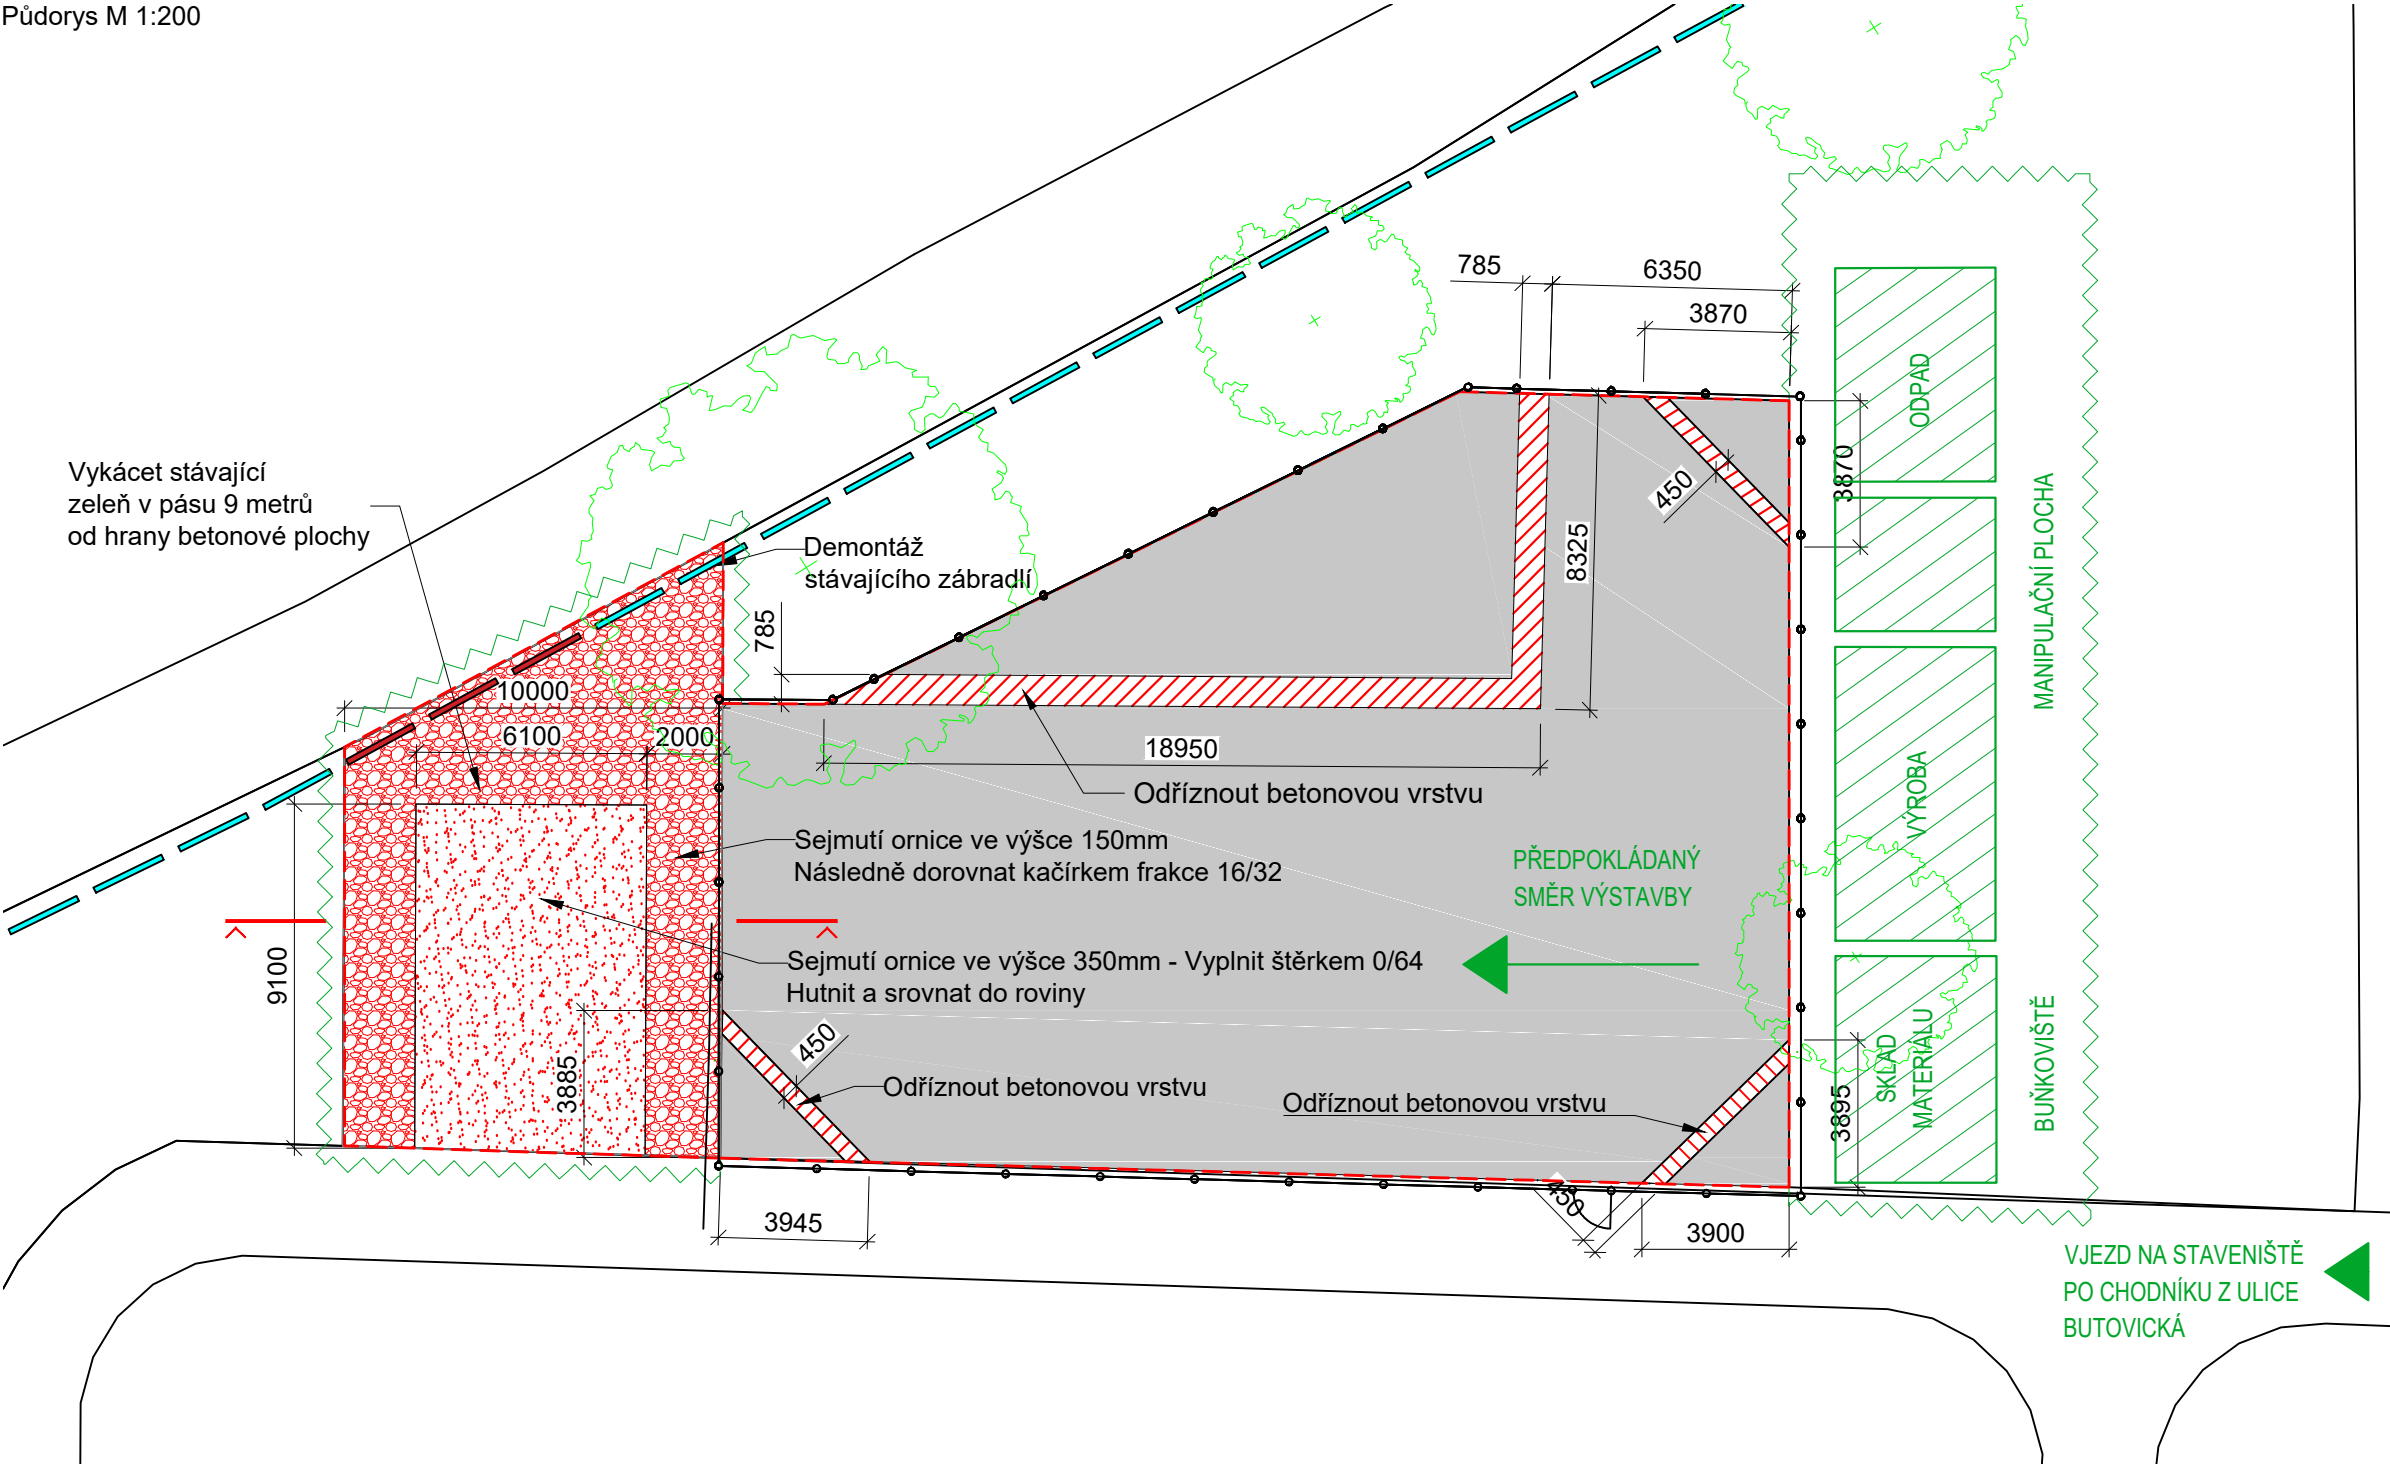 Půdorys M 1:200
785
6350
3870
ODPAD
3870
450
Vykácet stávající
zeleň v pásu 9 metrů
od hrany betonové plochy
8325
MANIPULAČNÍ PLOCHA
Demontáž
stávajícího zábradlí
785
10000
6100
2000
18950
Odříznout betonovou vrstvu
VÝROBA
Sejmutí ornice ve výšce 150mm
Následně dorovnat kačírkem frakce 16/32
PŘEDPOKLÁDANÝ
SMĚR VÝSTAVBY
9100
Sejmutí ornice ve výšce 350mm - Vyplnit štěrkem 0/64
Hutnit a srovnat do roviny
450
3885
Odříznout betonovou vrstvu
Odříznout betonovou vrstvu
3895
SKLAD
MATERIÁLU
BUŇKOVIŠTĚ
450
3945
3900
VJEZD NA STAVENIŠTĚ
PO CHODNÍKU Z ULICE
BUTOVICKÁ